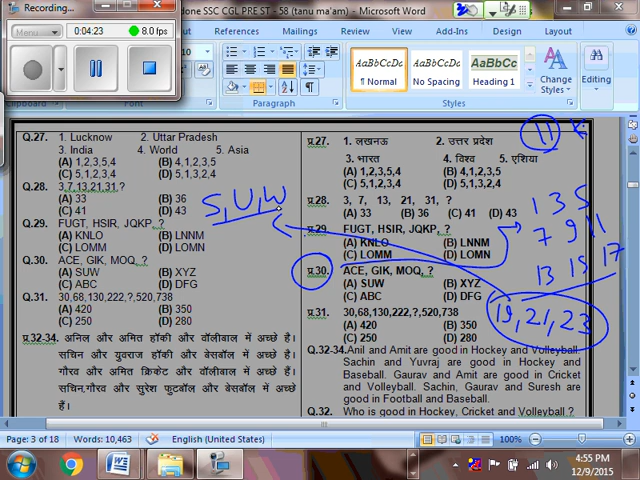 Recording...
00:04:23
8.0 fps
Menu
done SSC CGL PRE ST - 58 (tanu ma'am) - Microsoft Word
References
Mailings
Review
View
Design
Layout
10
AaBbCcDc
AaBbCcDc
AaBbCc
¶ Normal
No Spacing
Heading 1
Change
Styles
Editing
Clipboard
Font
Paragraph
Styles
Q.27. 1. Lucknow 2. Uttar Pradesh
3. India 4. World 5. Asia
(A) 1,2,3,5,4 (B) 4,1,2,3,5
(C) 5,1,2,3,4 (D) 5,1,3,2,4
Q.28. 3,7,13,21,31,?
(A) 33 (B) 36
(C) 41 (D) 43
Q.29. FUGT, HSIR, JQKP, ?
(A) KNLO (B) LNNM
(C) LOMM (D) LOMN
Q.30. ACE, GIK, MOQ, ?
(A) SUW (B) XYZ
(C) ABC (D) DFG
Q.31. 30,68,130,222,?,520,738
(A) 420 (B) 350
(C) 250 (D) 280
प्र.32-34. अनिल और अमित हॉकी और वॉलीबाल में अच्छे है।
सचिन और युवराज हॉकी और बेसबॉल में अच्छे है।
गौरव और अमित क्रिकेट और वॉलीबाल में अच्छे है।
सचिन,गौरव और सुरेश फुटबॉल और बेसबॉल में अच्छे
हैं।
प्र.27. 1. लखनऊ 2. उत्तर प्रदेश
3. भारत 4. विश्व 5. एशिया
(A) 1,2,3,5,4 (B) 4,1,2,3,5
(C) 5,1,2,3,4 (D) 5,1,3,2,4
प्र.28. 3, 7, 13, 21, 31, ?
(A) 33 (B) 36 (C) 41 (D) 43
प्र.29. FUGT, HSIR, JQKP, ?
(A) KNLO (B) LNNM
(C) LOMM (D) LOMN
प्र.30. ACE, GIK, MOQ, ?
(A) SUW (B) XYZ
(C) ABC (D) DFG
प्र.31. 30,68,130,222,?,520,738
(A) 420 (B) 350
(C) 250 (D) 280
Q.32-34. Anil and Amit are good in Hockey and Volleyball.
Sachin and Yuvraj are good in Hockey and
Baseball. Gaurav and Amit are good in Cricket
and Volleyball. Sachin, Gaurav and Suresh are
good in Football and Baseball.
Q.32. Who is good in Hockey, Cricket and Volleyball ?
S, U, W
11
1 3 5
7 9 11
13 15 17
19, 21, 23
Page: 3 of 18
Words: 10,463
English (United States)
100%
4:55 PM
12/9/2015